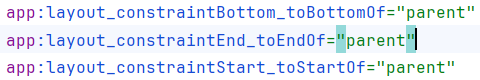 app:layout_constraintBottom_toBottomOf="parent"
app:layout_constraintEnd_toEndOf="parent"
app:layout_constraintStart_toStartOf="parent"